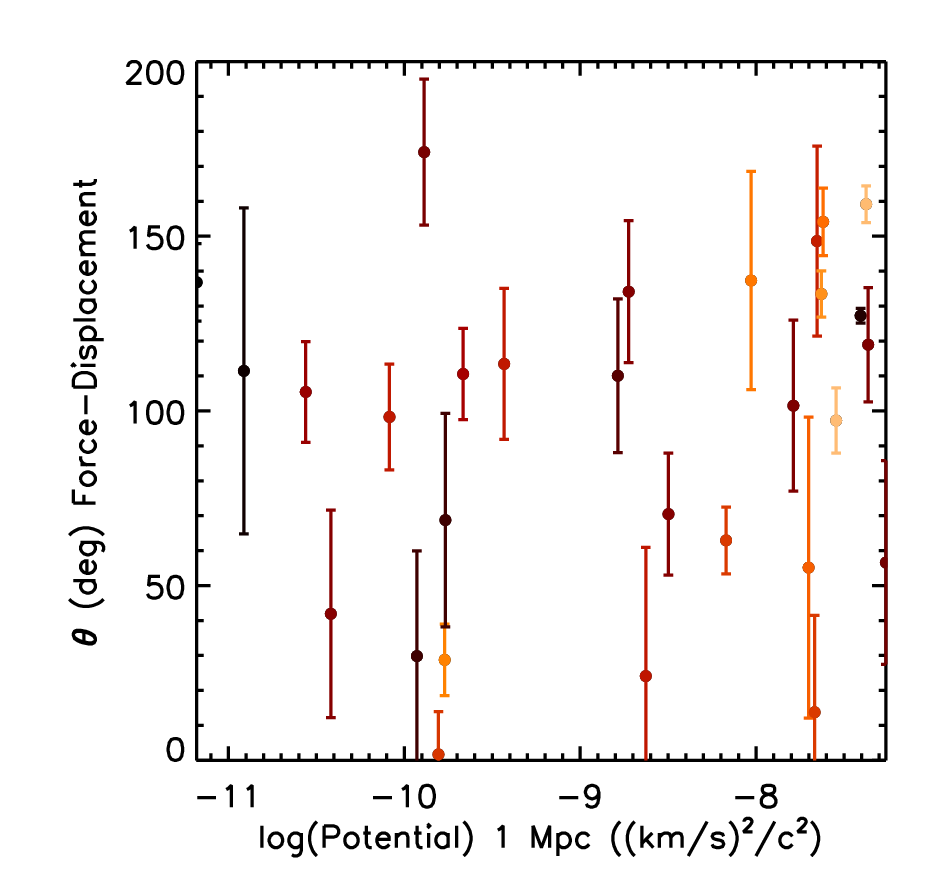 200
150
100
50
0
θ (deg) Force−Displacement
−11 −10 −9 −8
log(Potential) 1 Mpc ((km/s)²/c²)